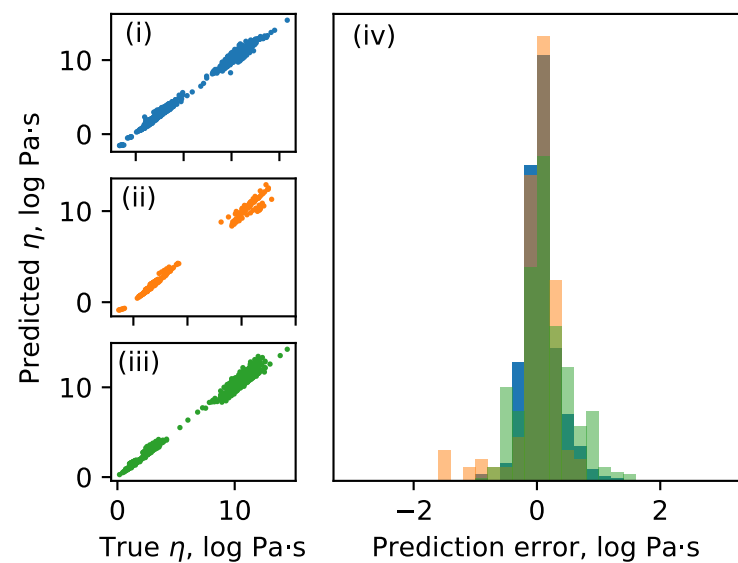 (i)
10
0
(ii)
10
0
(iii)
10
0
0
10
Predicted η, log Pa·s
True η, log Pa·s
(iv)
−2
0
2
Prediction error, log Pa·s